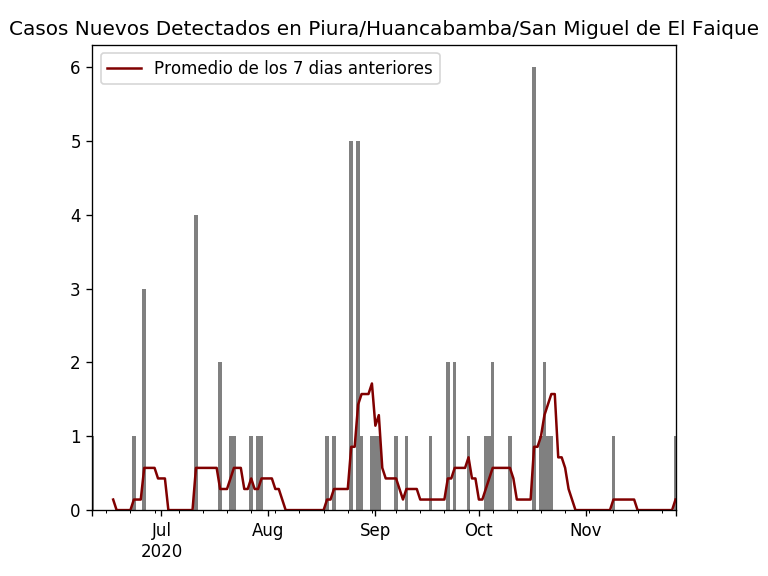 Casos Nuevos Detectados en Piura/Huancabamba/San Miguel de El Faique
Promedio de los 7 dias anteriores
6
5
4
3
2
1
0
Jul Aug Sep Oct Nov
2020